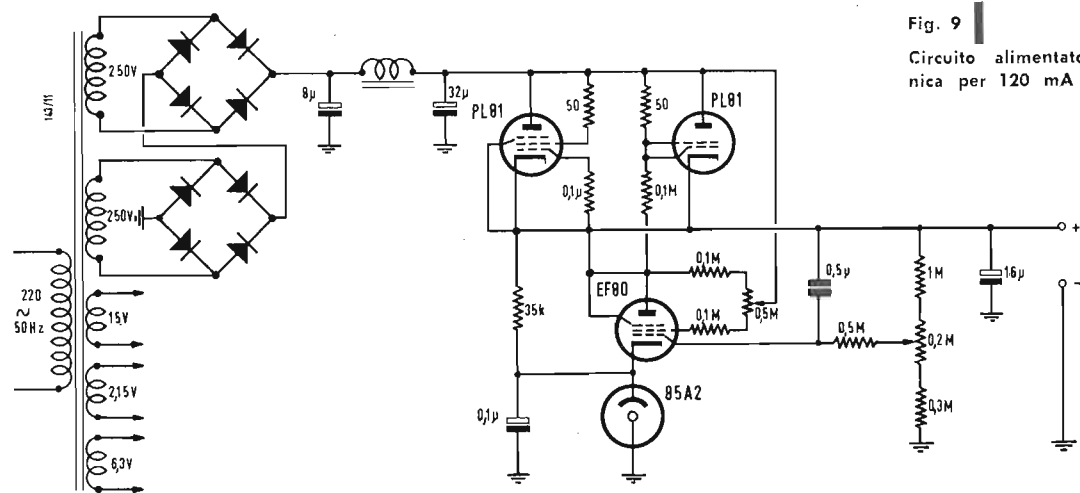 Fig. 9
Circuito alimentato
nica per 120 mA
143/11
250V
8µ
32µ
PL81
50
50
PL81
0,1µ
0,1M
250V
220
~
50Hz
15V
2,15V
6,3V
35k
EF80
0,1M
0,1M
0,5M
0,5µ
0,5M
1M
0,2M
0,3M
16µ
+
-
85A2
0,1µ